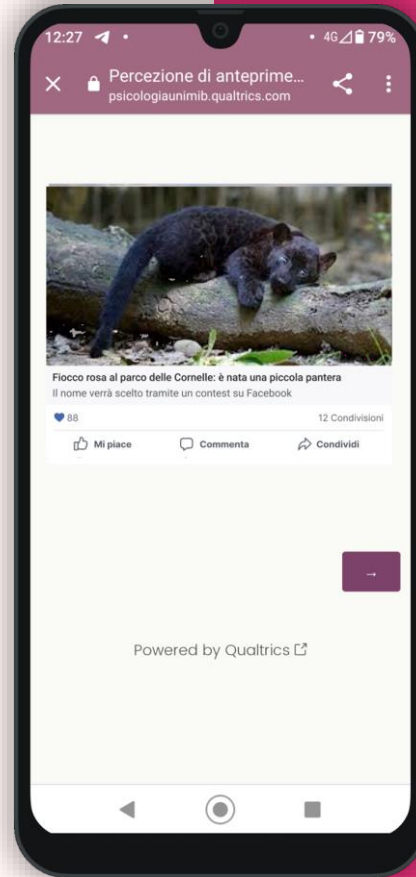 12:27
4G 79%
Percezione di anteprime...
psicologiaunimib.qualtrics.com
Fiocco rosa al parco delle Cornelle: è nata una piccola pantera
Il nome verrà scelto tramite un contest su Facebook
88 12 Condivisioni
Mi piace Commenta Condividi
→
Powered by Qualtrics